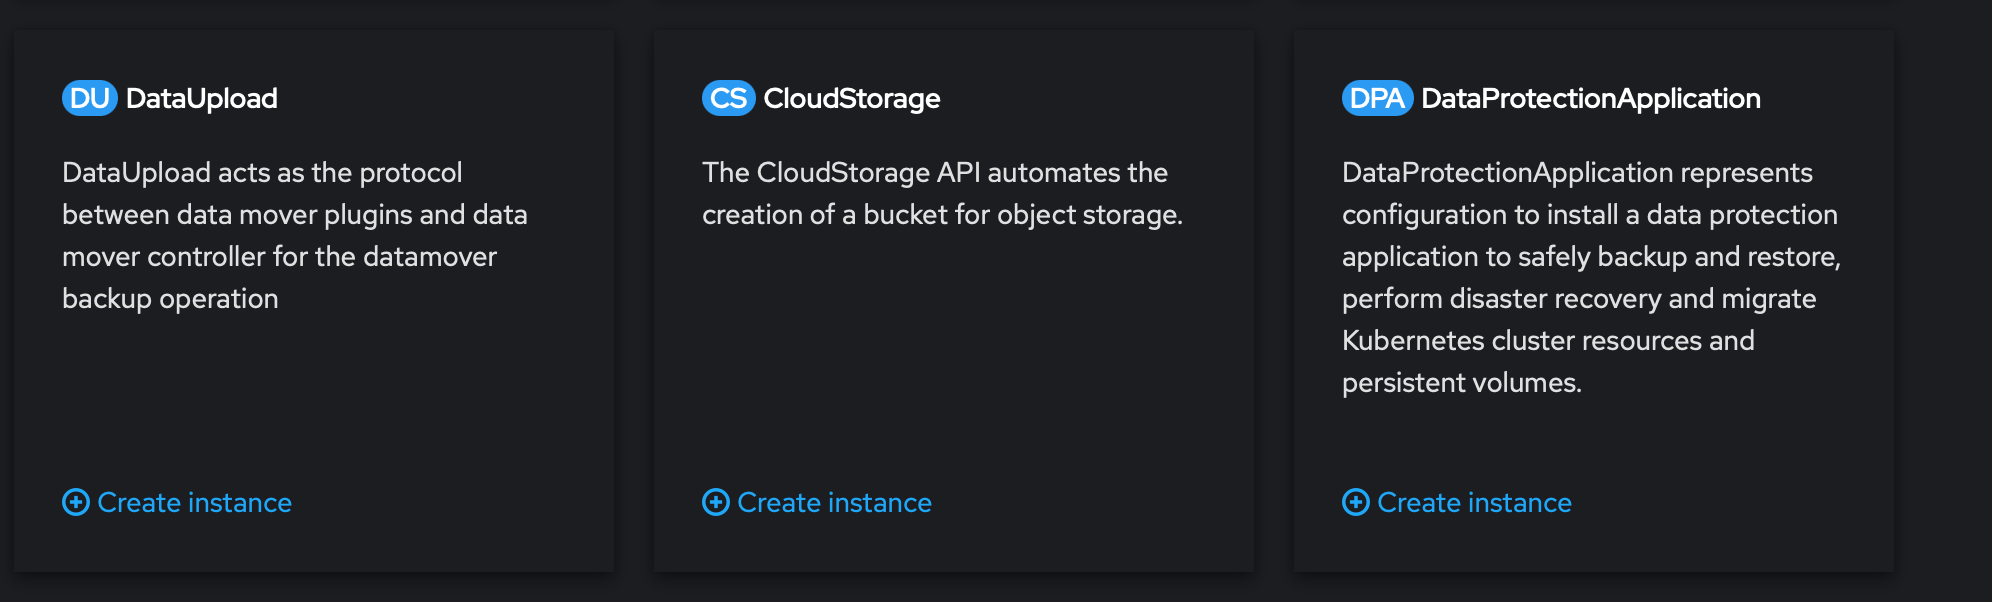 DU DataUpload
DataUpload acts as the protocol
between data mover plugins and data
mover controller for the datamover
backup operation
Create instance
CS CloudStorage
The CloudStorage API automates the
creation of a bucket for object storage.
Create instance
DPA DataProtectionApplication
DataProtectionApplication represents
configuration to install a data protection
application to safely backup and restore,
perform disaster recovery and migrate
Kubernetes cluster resources and
persistent volumes.
Create instance